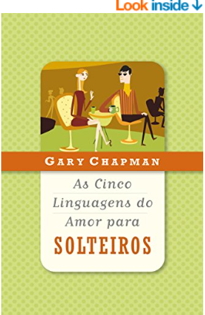 Look inside
GARY CHAPMAN
As Cinco
Linguagens do
Amor para
SOLTEIROS